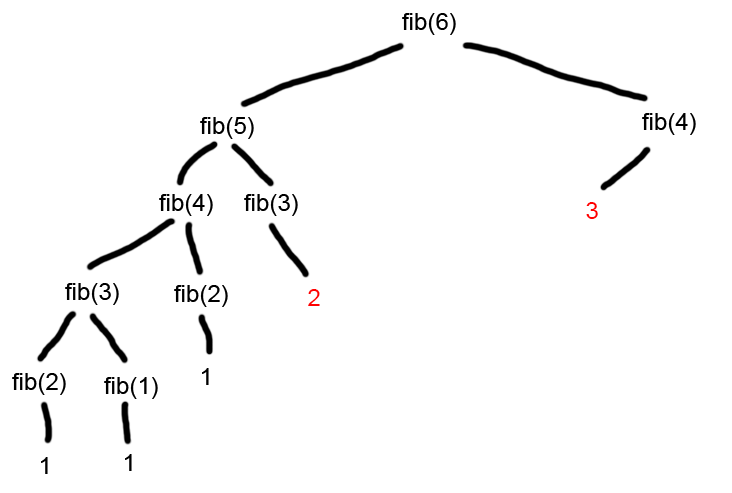 fib(6)
fib(5)
fib(4)
fib(4)
fib(3)
3
fib(3)
fib(2)
2
fib(2)
fib(1)
1
1
1